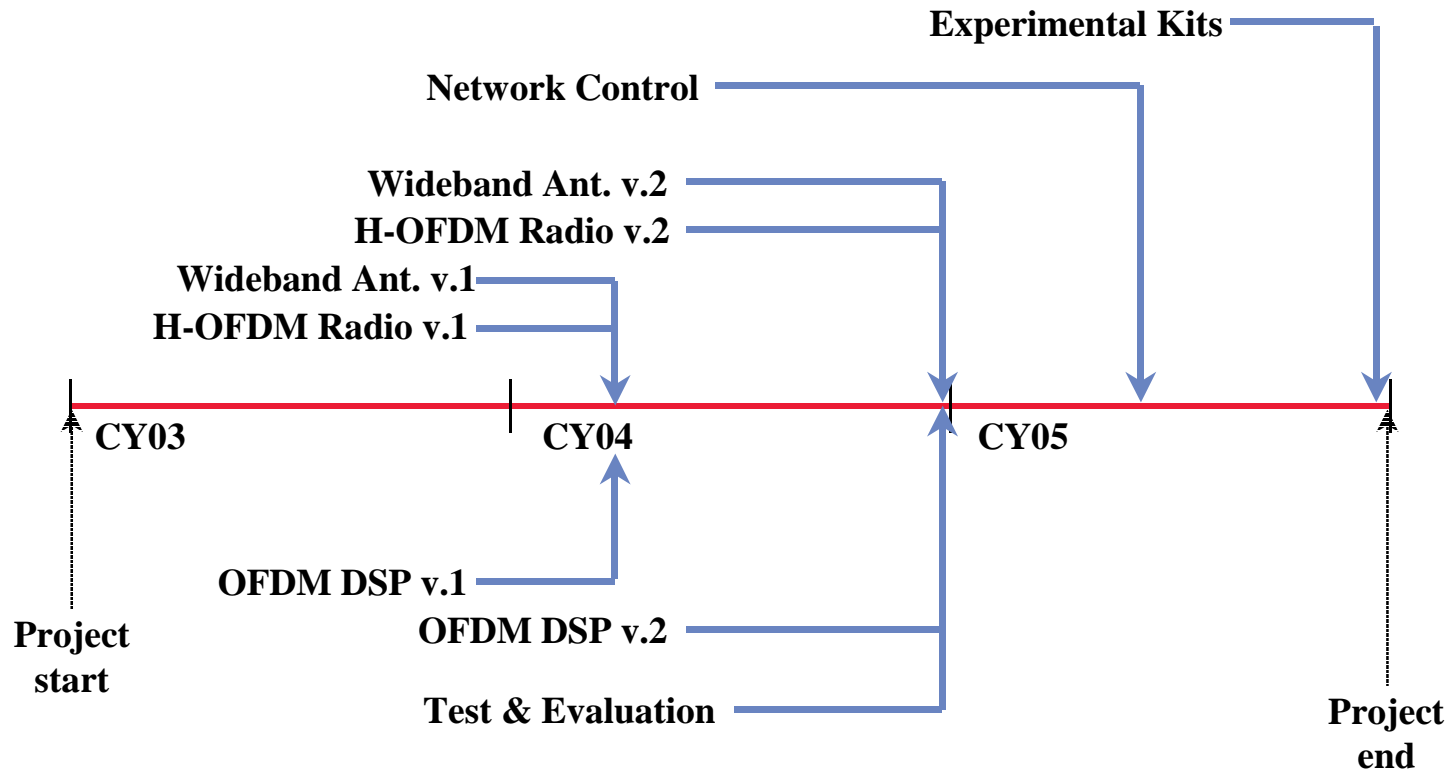 Experimental Kits
Network Control
Wideband Ant. v.2
H-OFDM Radio v.2
Wideband Ant. v.1
H-OFDM Radio v.1
CY03
CY04
CY05
OFDM DSP v.1
OFDM DSP v.2
Project
start
Test & Evaluation
Project
end